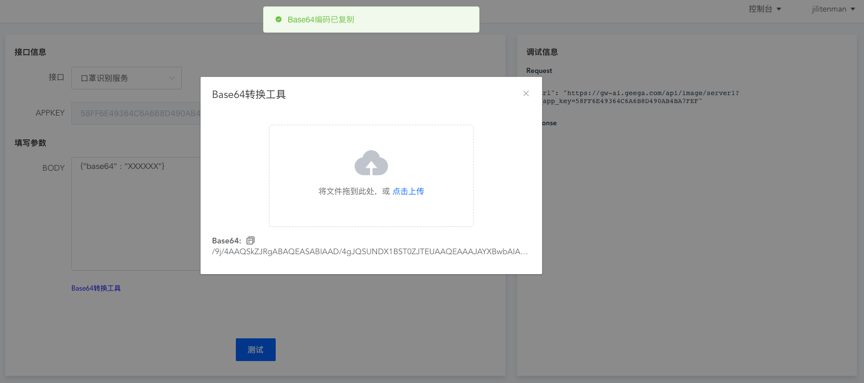 Base64编码已复制
控制台
jilitenman
接口信息
接口
口罩识别服务
APPKEY
填写参数
BODY
{"base64" : "XXXXXX"}
Base64转换工具
测试
Base64转换工具
将文件拖到此处，或 点击上传
Base64:
/9j/4AAQSkZJRgABAQEASABIAAD/4gJQSUNDX1BST0ZJTEUAAQEAAAJAYXBwbAIA...
调试信息
Request
rl": "https://gw-ai.geega.com/api/image/server1?
onse